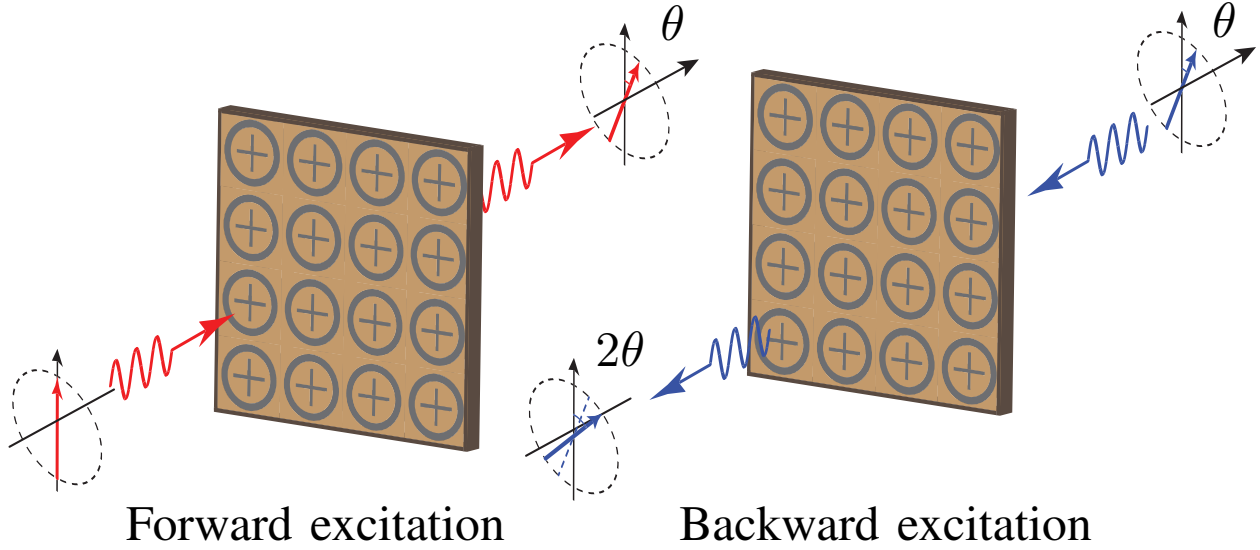 θ
θ
2θ
Forward excitation
Backward excitation